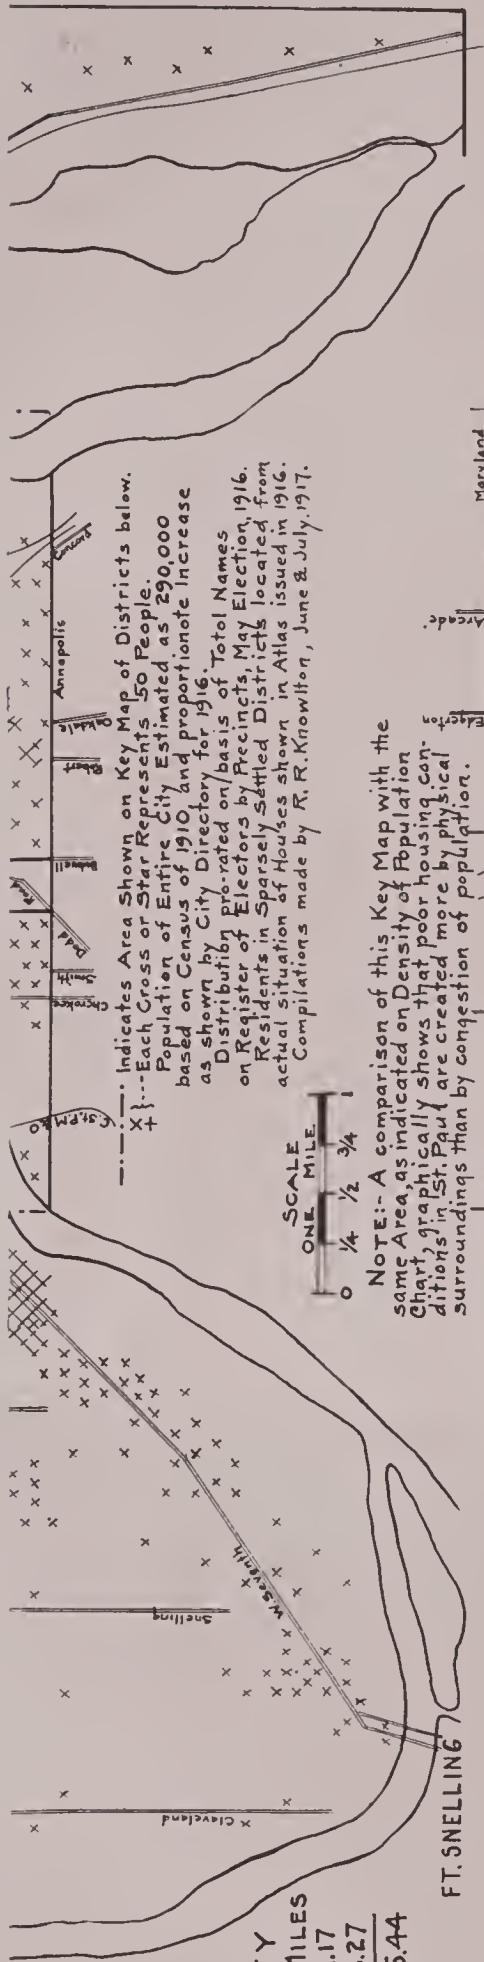 Concord
Annapolis
Oakdale
Robert
Bidwell
Dodd
Road
Smith
Cherokee
C.St.P.M.&O
—·—·— Indicates Area Shown on Key Map of Districts below.
X + }---Each Cross or Star Represents 50 People.
Population of Entire City Estimated as 290,000
based on Census of 1910, and proportionate Increase
as shown by City Directory for 1916.
Distribution pro-rated on basis of Total Names
on Register of Electors by Precincts, May Election, 1916.
Residents in Sparsely Settled Districts located from
actual situation of Houses shown in Atlas issued in 1916.
Compilations made by R.R.Knowlton, June & July.1917.
SCALE
ONE MILE
0 1/4 1/2 3/4 1
NOTE:- A comparison of this Key Map with the
same Area, as indicated on Density of Population
Chart, graphically shows that poor housing con-
ditions in St. Paul are created more by physical
surroundings than by congestion of population.
Maryland
Arcade
Edgerton
W. Seventh
Snelling
Cleveland
FT. SNELLING
Y
MILES
.17
.27
5.44